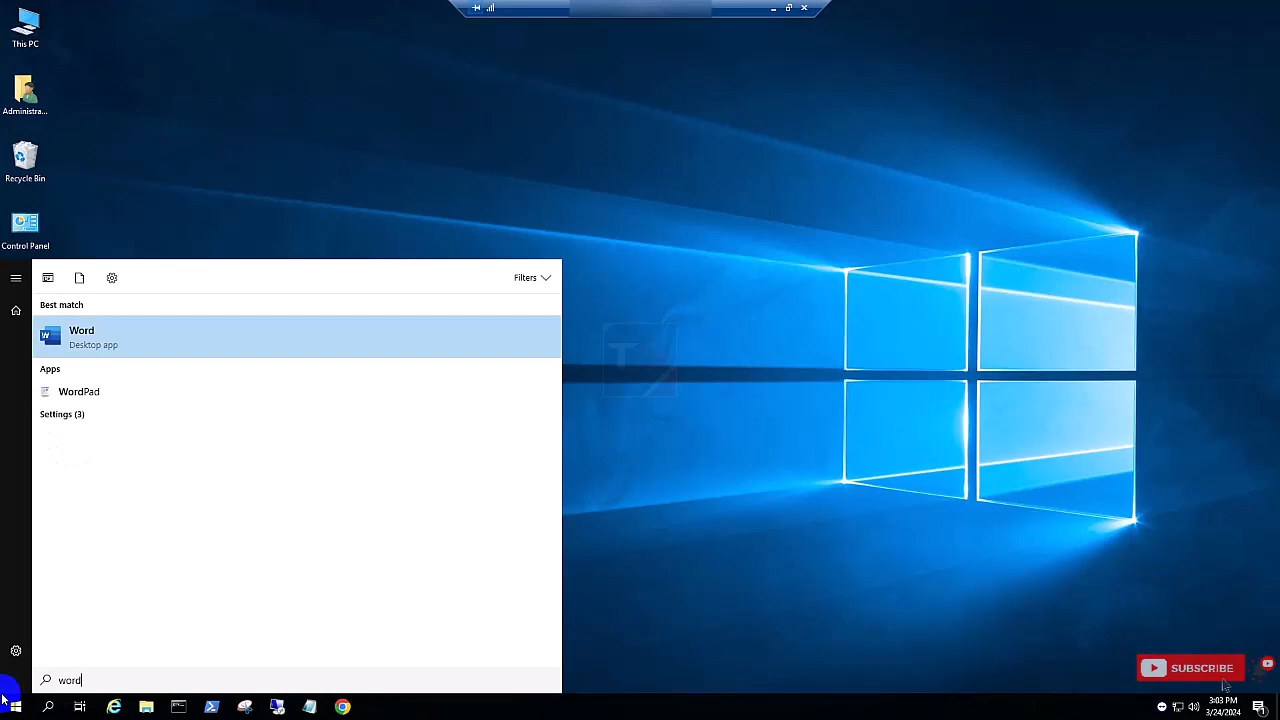 This PC
Administra...
Recycle Bin
Control Panel
Filters
Best match
Word
Desktop app
Apps
WordPad
Settings (3)
word
SUBSCRIBE
3:03 PM
3/24/2024